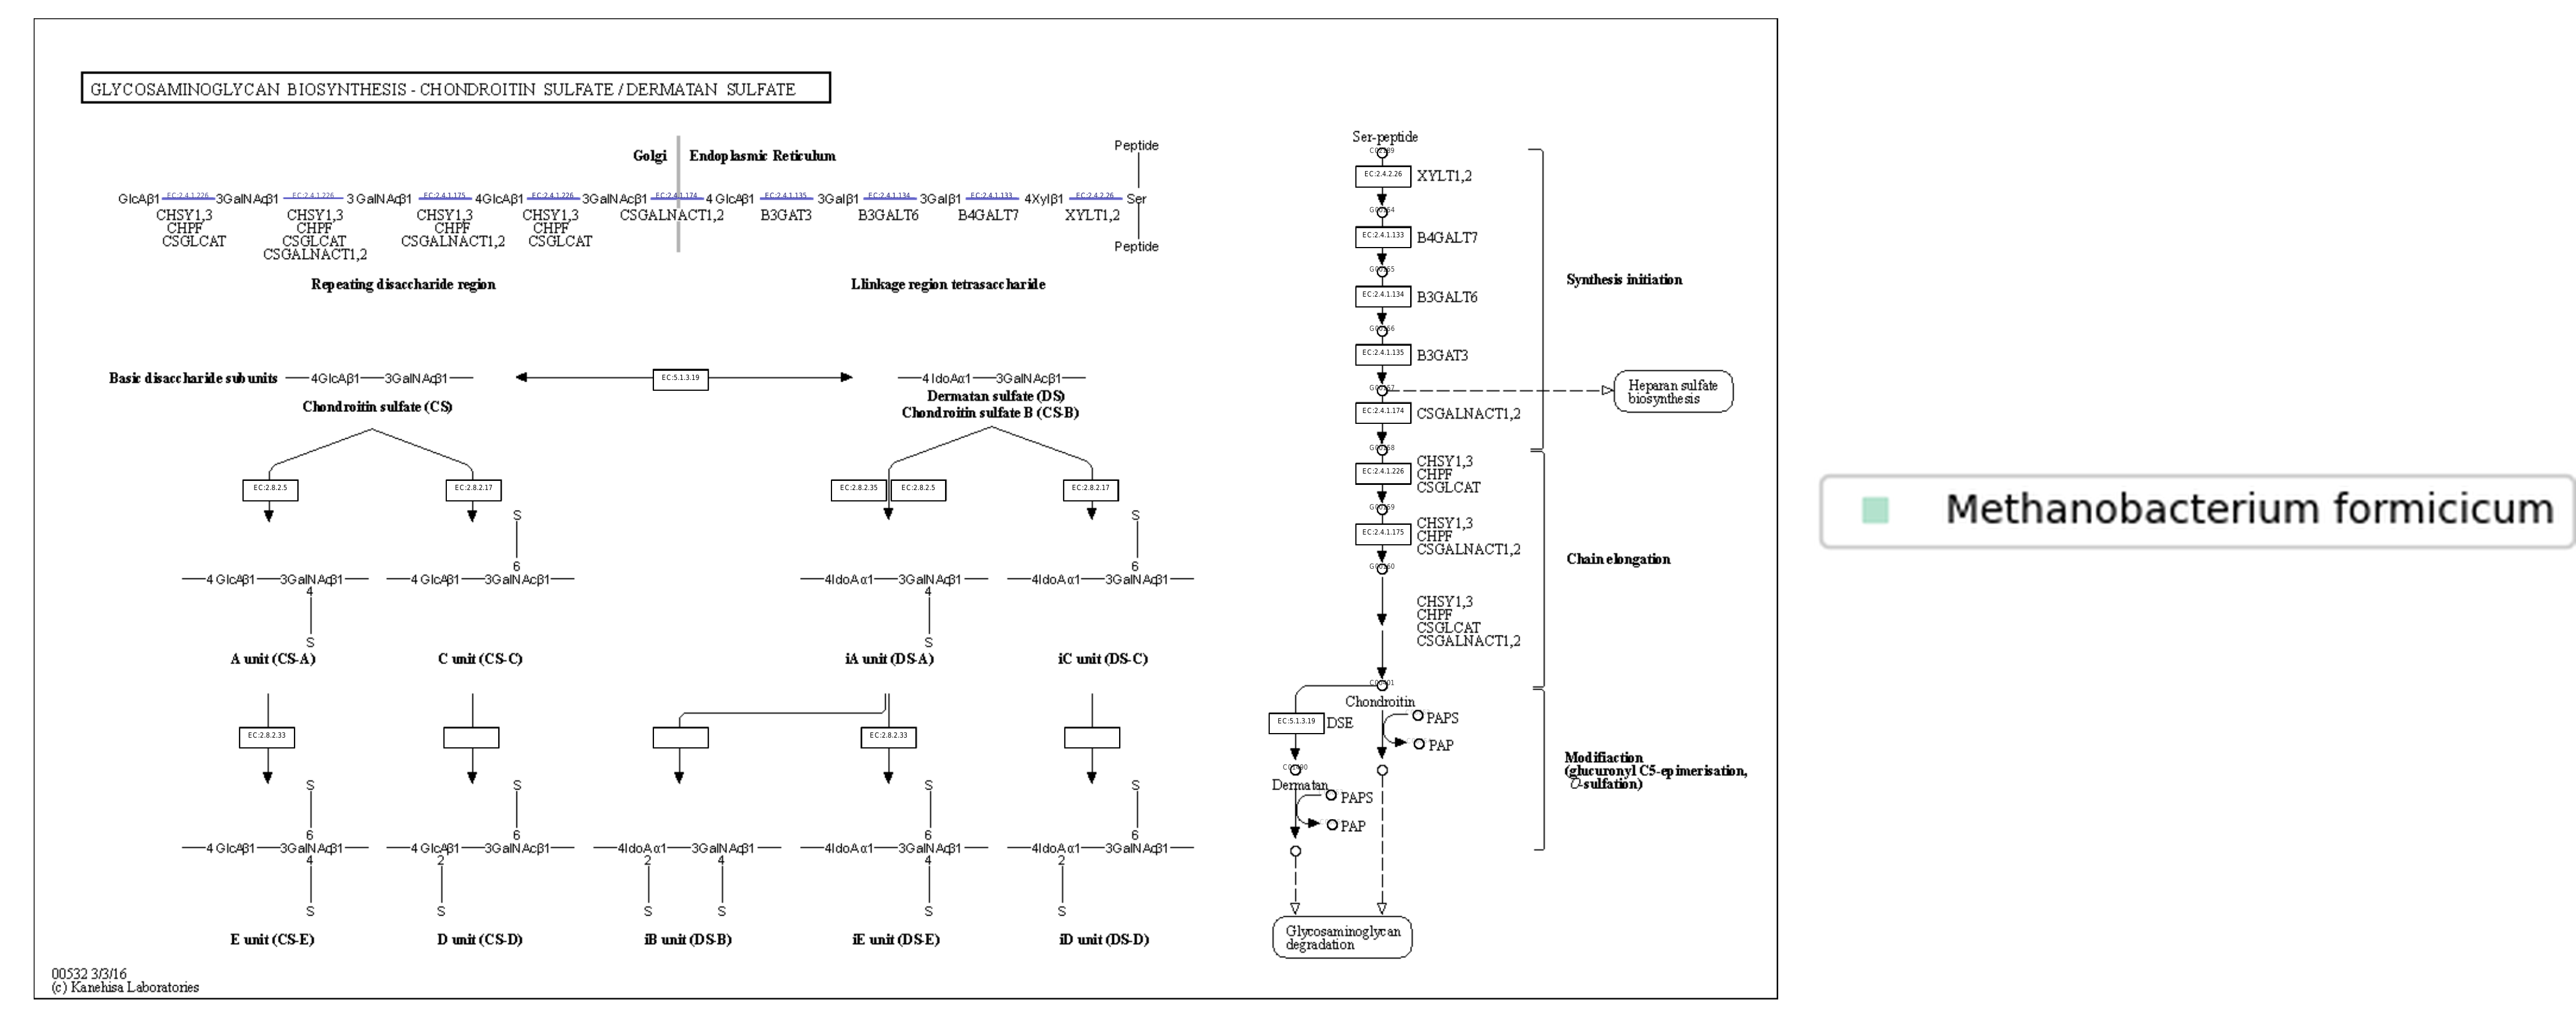 GLYCOSAMINOGLYCAN BIOSYNTHESIS - CHONDROITIN SULFATE / DERMATAN SULFATE
Golgi Endoplasmic Reticulum
Peptide
GlcAβ1 EC:2.4.1.226 3GalNAcβ1 EC:2.4.1.226 3GalNAcβ1 EC:2.4.1.175 4GlcAβ1 EC:2.4.1.226 3GalNAcβ1 EC:2.4.1.174 4GlcAβ1 EC:2.4.1.135 3Galβ1 EC:2.4.1.134 3Galβ1 EC:2.4.1.133 4Xylβ1 EC:2.4.2.26 Ser
CHSY1,3 CHSY1,3 CHSY1,3 CHSY1,3 CSGALNACT1,2 B3GAT3 B3GALT6 B4GALT7 XYLT1,2
CHPF CHPF CHPF
CSGLCAT CSGLCAT CSGALNACT1,2 CSGLCAT
CSGALNACT1,2
Peptide
Repeating disaccharide region Llinkage region tetrasaccharide
Basic disaccharide subunits 4GlcAβ1 3GalNAcβ1 EC:5.1.3.19 4IdoAα1 3GalNAcβ1
Chondroitin sulfate (CS) Dermatan sulfate (DS)
Chondroitin sulfate B (CS-B)
EC:2.8.2.5 EC:2.8.2.17 EC:2.8.2.35 EC:2.8.2.5 EC:2.8.2.17
S S
6 6
4GlcAβ1 3GalNAcβ1 4GlcAβ1 3GalNAcβ1 4IdoAα1 3GalNAcβ1 4IdoAα1 3GalNAcβ1
4 4
S S
A unit (CS-A) C unit (CS-C) iA unit (DS-A) iC unit (DS-C)
EC:2.8.2.33 EC:2.8.2.33
S S S S
6 6 6 6
4GlcAβ1 3GalNAcβ1 4GlcAβ1 3GalNAcβ1 4IdoAα1 3GalNAcβ1 4IdoAα1 3GalNAcβ1 4IdoAα1 3GalNAcβ1
4 2 2 4 4 2
S S S S S S
E unit (CS-E) D unit (CS-D) iB unit (DS-B) iE unit (DS-E) iD unit (DS-D)
00532 3/3/16
(c) Kanehisa Laboratories
Ser-peptide
EC:2.4.2.26 XYLT1,2
EC:2.4.1.133 B4GALT7
EC:2.4.1.134 B3GALT6
EC:2.4.1.135 B3GAT3
EC:2.4.1.174 CSGALNACT1,2
Synthesis initiation
Heparan sulfate
biosynthesis
EC:2.4.1.226 CHSY1,3
CHPF
CSGLCAT
EC:2.4.1.175 CHSY1,3
CHPF
CSGALNACT1,2
Chain elongation
CHSY1,3
CHPF
CSGLCAT
CSGALNACT1,2
Chondroitin
EC:5.1.3.19 DSE PAPS
PAP
Dermatan
PAPS
PAP
Modifiaction
(glucuronyl C5-epimerisation,
O-sulfation)
Glycosaminoglycan
degradation
Methanobacterium formicicum